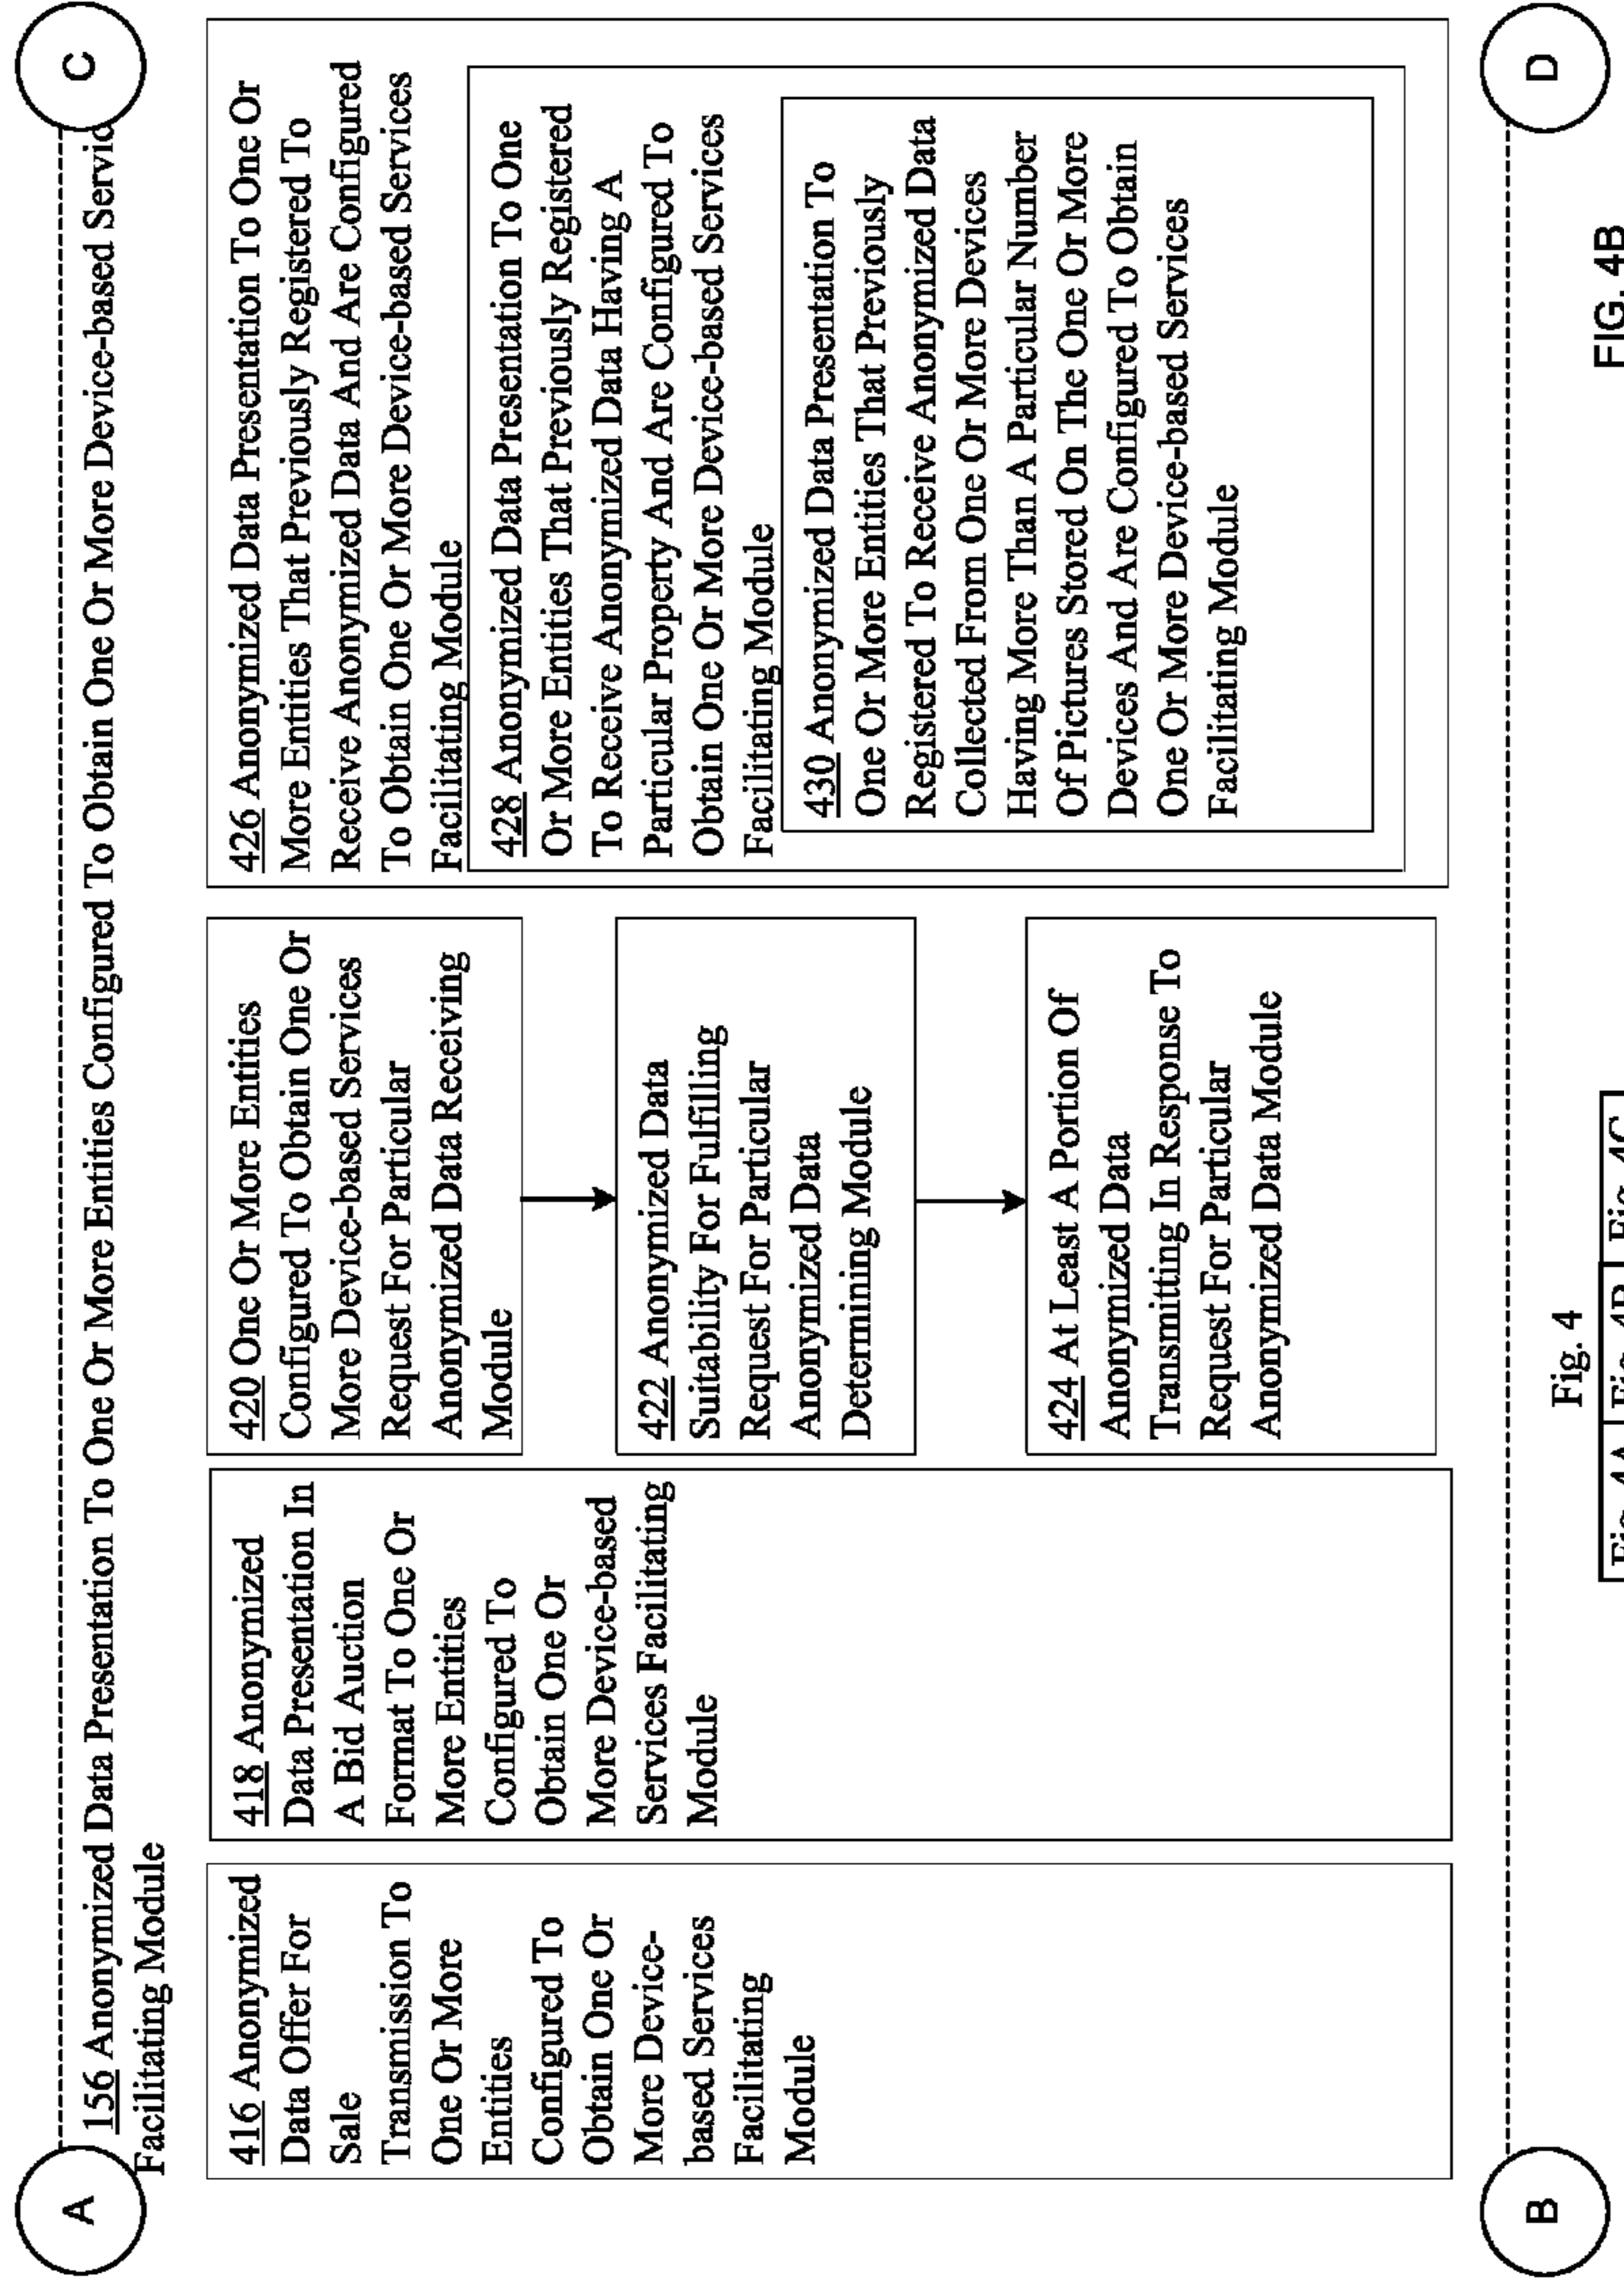 A
C
156 Anonymized Data Presentation To One Or More Entities Configured To Obtain One Or More Device-based
Facilitating Module
416 Anonymized
Data Offer For
Sale
Transmission To
One Or More
Entities
Configured To
Obtain One Or
More Device-
based Services
Facilitating
Module
418 Anonymized
Data Presentation In
A Bid Auction
Format To One Or
More Entities
Configured To
Obtain One Or
More Device-based
Services Facilitating
Module
420 One Or More Entities
Configured To Obtain One Or
More Device-based Services
Request For Particular
Anonymized Data Receiving
Module
422 Anonymized Data
Suitability For Fulfilling
Request For Particular
Anonymized Data
Determining Module
424 At Least A Portion Of
Anonymized Data
Transmitting In Response To
Request For Particular
Anonymized Data Module
426 Anonymized Data Presentation To One Or
More Entities That Previously Registered To
Receive Anonymized Data And Are Configured
To Obtain One Or More Device-based Services
Facilitating Module
428 Anonymized Data Presentation To One
Or More Entities That Previously Registered
To Receive Anonymized Data Having A
Particular Property And Are Configured To
Obtain One Or More Device-based Services
Facilitating Module
430 Anonymized Data Presentation To
One Or More Entities That Previously
Registered To Receive Anonymized Data
Collected From One Or More Devices
Having More Than A Particular Number
Of Pictures Stored On The One Or More
Devices And Are Configured To Obtain
One Or More Device-based Services
Facilitating Module
B
D
Fig. 4
Fig. 4A Fig. 4B Fig. 4C
FIG. 4B